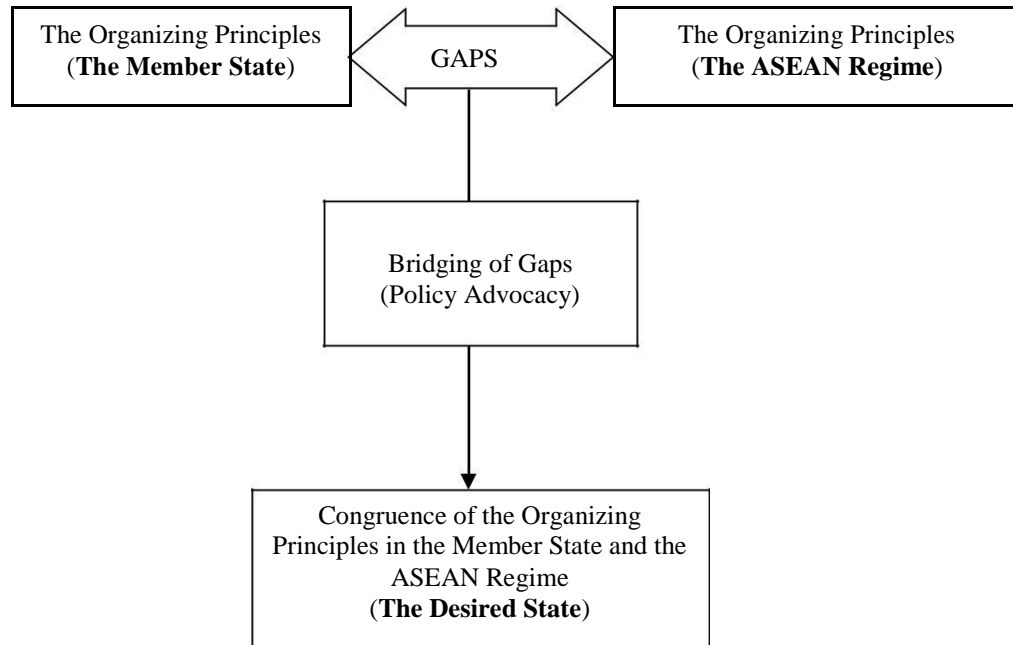 The Organizing Principles
(The Member State)
GAPS
The Organizing Principles
(The ASEAN Regime)
Bridging of Gaps
(Policy Advocacy)
Congruence of the Organizing
Principles in the Member State and the
ASEAN Regime
(The Desired State)